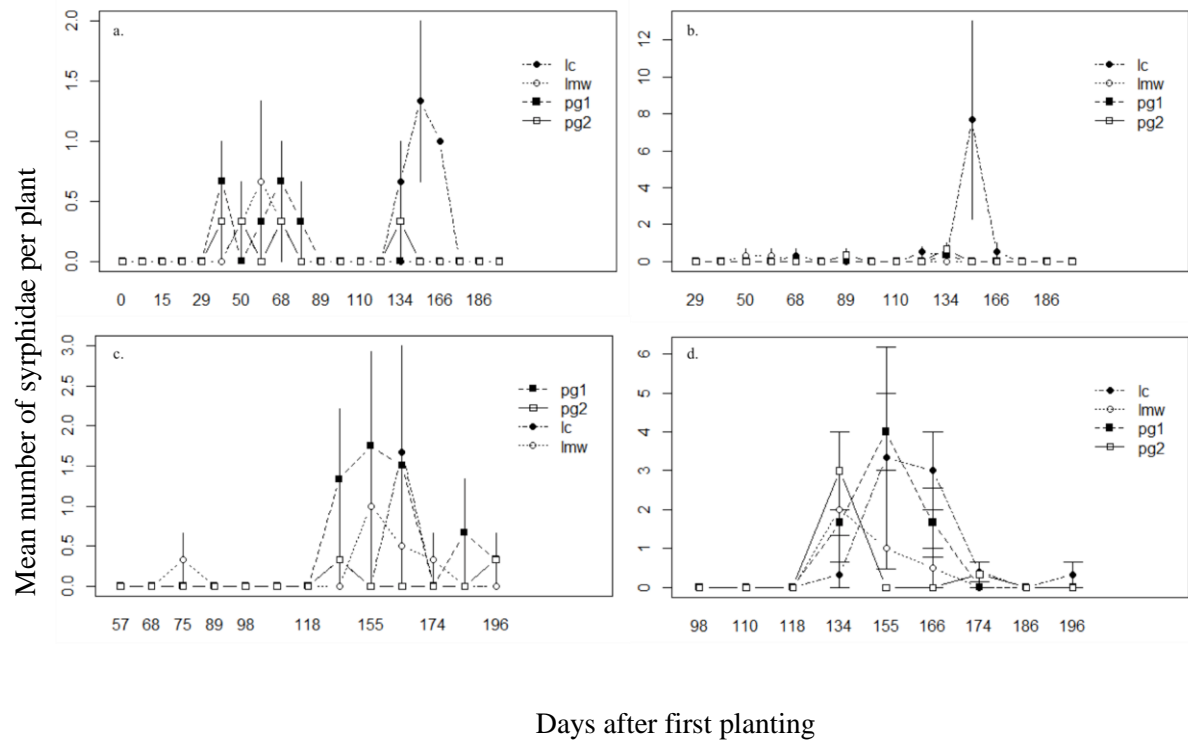 Mean number of syrphidae per plant
a.
2.0
1.5
1.0
0.5
0.0
lc
lmw
pg1
pg2
0 15 29 50 68 89 110 134 166 186
b.
12
10
8
6
4
2
0
lc
lmw
pg1
pg2
29 50 68 89 110 134 166 186
c.
3.0
2.5
2.0
1.5
1.0
0.5
0.0
pg1
pg2
lc
lmw
57 68 75 89 98 118 155 174 196
d.
6
5
4
3
2
1
0
lc
lmw
pg1
pg2
98 110 118 134 155 166 174 186 196
Days after first planting